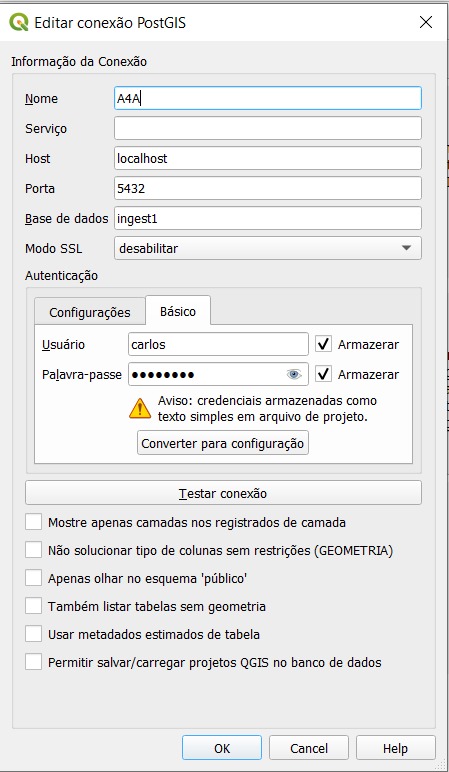 Editar conexão PostGIS
Informação da Conexão
Nome A4A
Serviço
Host localhost
Porta 5432
Base de dados ingest1
Modo SSL desabilitar
Autenticação
Configurações Básico
Usuário carlos Armazerar
Palavra-passe ●●●●●●●● Armazerar
Aviso: credenciais armazenadas como
texto simples em arquivo de projeto.
Converter para configuração
Testar conexão
Mostre apenas camadas nos registrados de camada
Não solucionar tipo de colunas sem restrições (GEOMETRIA)
Apenas olhar no esquema 'público'
Também listar tabelas sem geometria
Usar metadados estimados de tabela
Permitir salvar/carregar projetos QGIS no banco de dados
OK Cancel Help